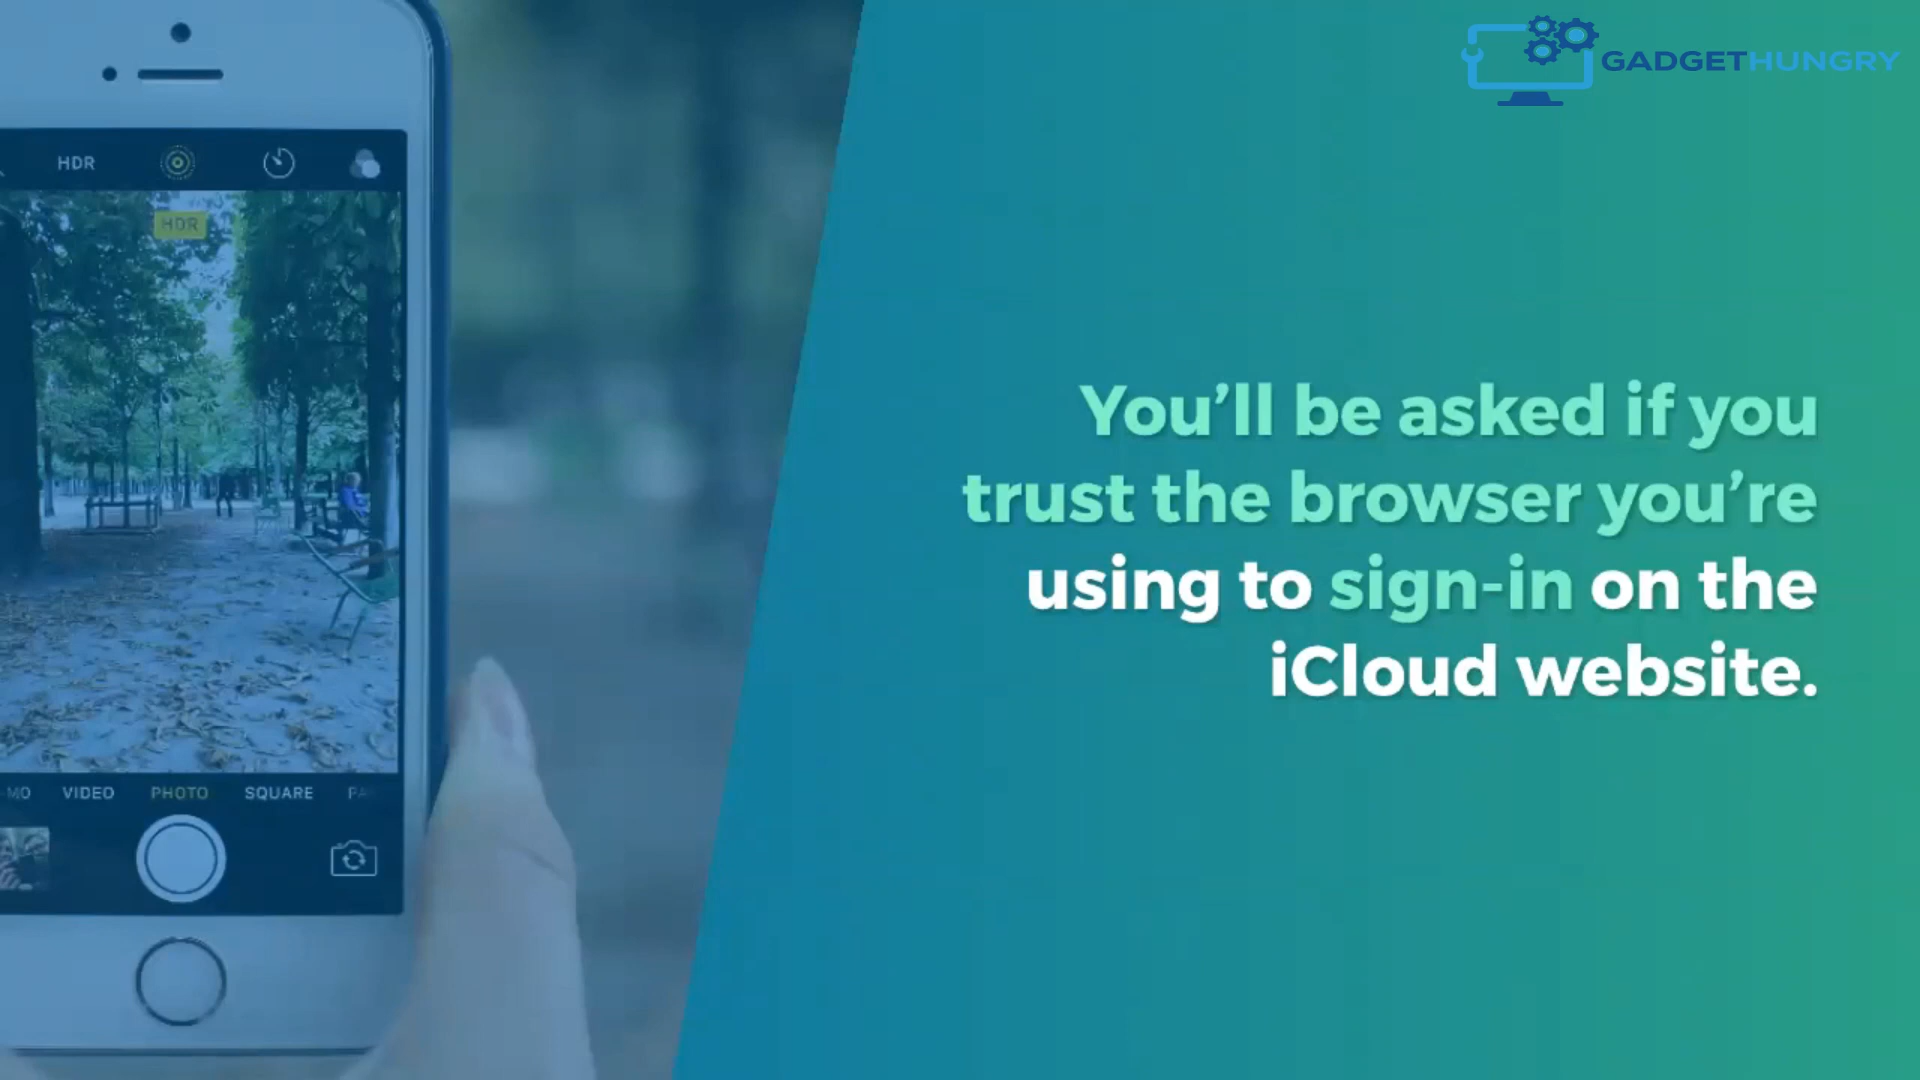 GADGETHUNGRY
HDR
HDR
You'll be asked if you
trust the browser you're
using to sign-in on the
iCloud website.
MO VIDEO PHOTO SQUARE